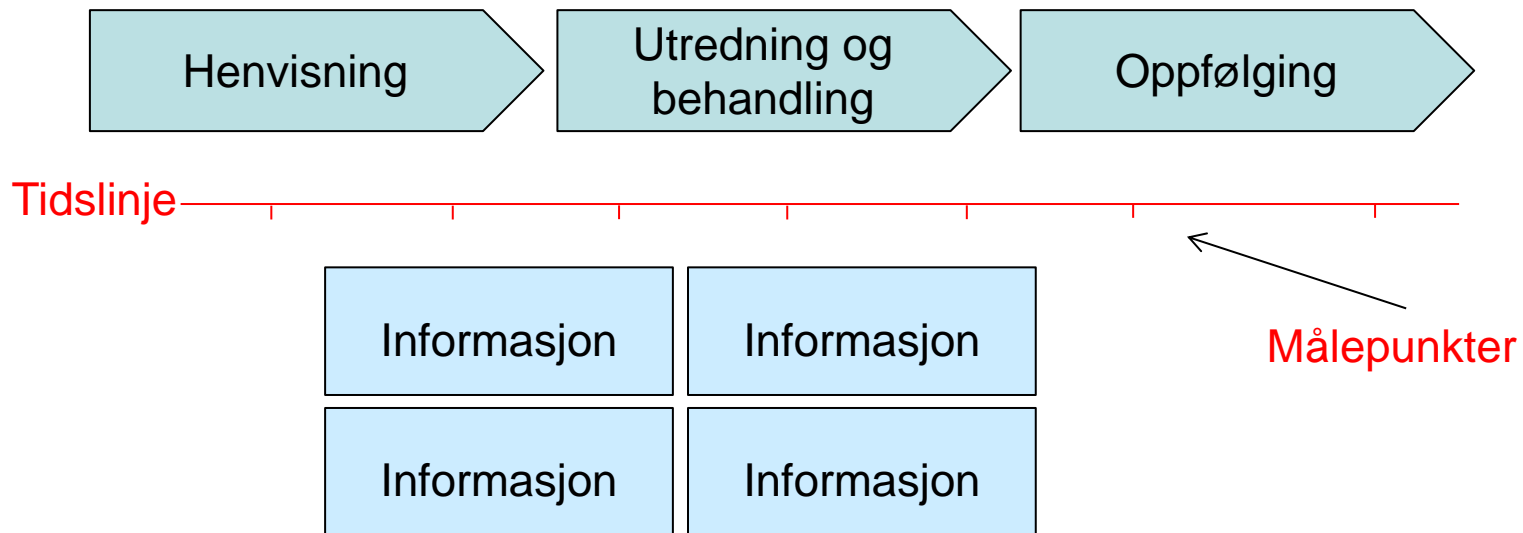 Henvisning
Utredning og
behandling
Oppfølging
Tidslinje
Informasjon
Informasjon
Målepunkter
Informasjon
Informasjon